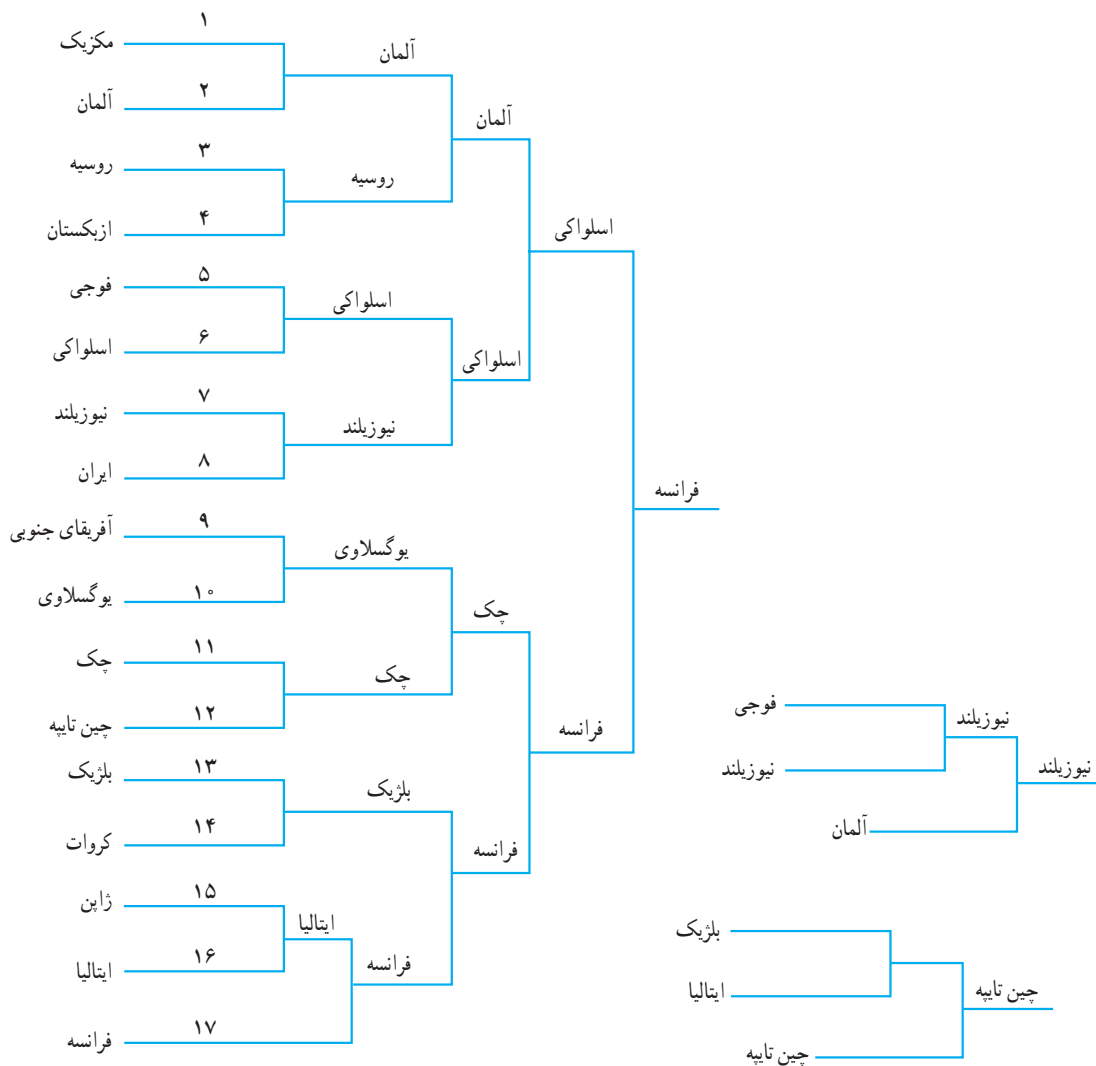 ۱
مکزیک
آلمان
۲
آلمان
آلمان
۳
روسیه
روسیه
۴
ازبکستان
اسلواکی
۵
فوجی
اسلواکی
۶
اسلواکی
اسلواکی
۷
نیوزیلند
نیوزیلند
۸
ایران
فرانسه
۹
آفریقای جنوبی
یوگسلاوی
۱۰
یوگسلاوی
چک
۱۱
چک
چک
۱۲
چین تایپه
فرانسه
۱۳
بلژیک
بلژیک
۱۴
کروات
فرانسه
۱۵
ژاپن
ایتالیا
۱۶
ایتالیا
فرانسه
۱۷
فرانسه
فوجی
نیوزیلند
نیوزیلند
نیوزیلند
آلمان
بلژیک
ایتالیا
چین تایپه
چین تایپه